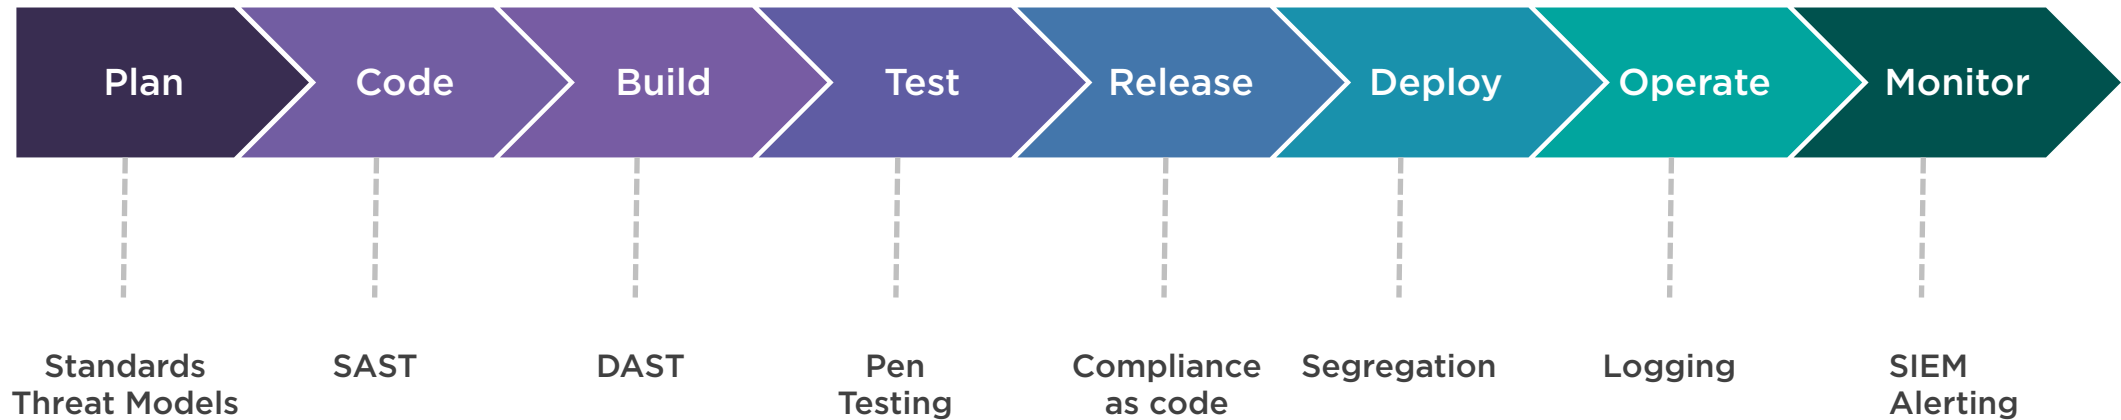 Plan
Code
Build
Test
Release
Deploy
Operate
Monitor
Standards
Threat Models
SAST
DAST
Pen
Testing
Compliance
as code
Segregation
Logging
SIEM
Alerting